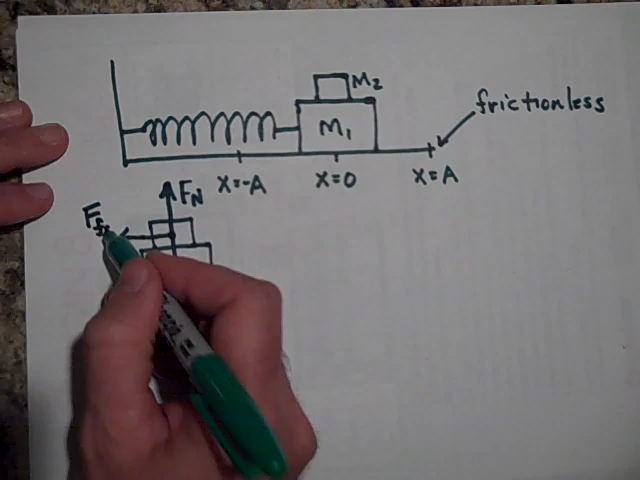 M2
frictionless
M1
x=-A
x=0
x=A
FN